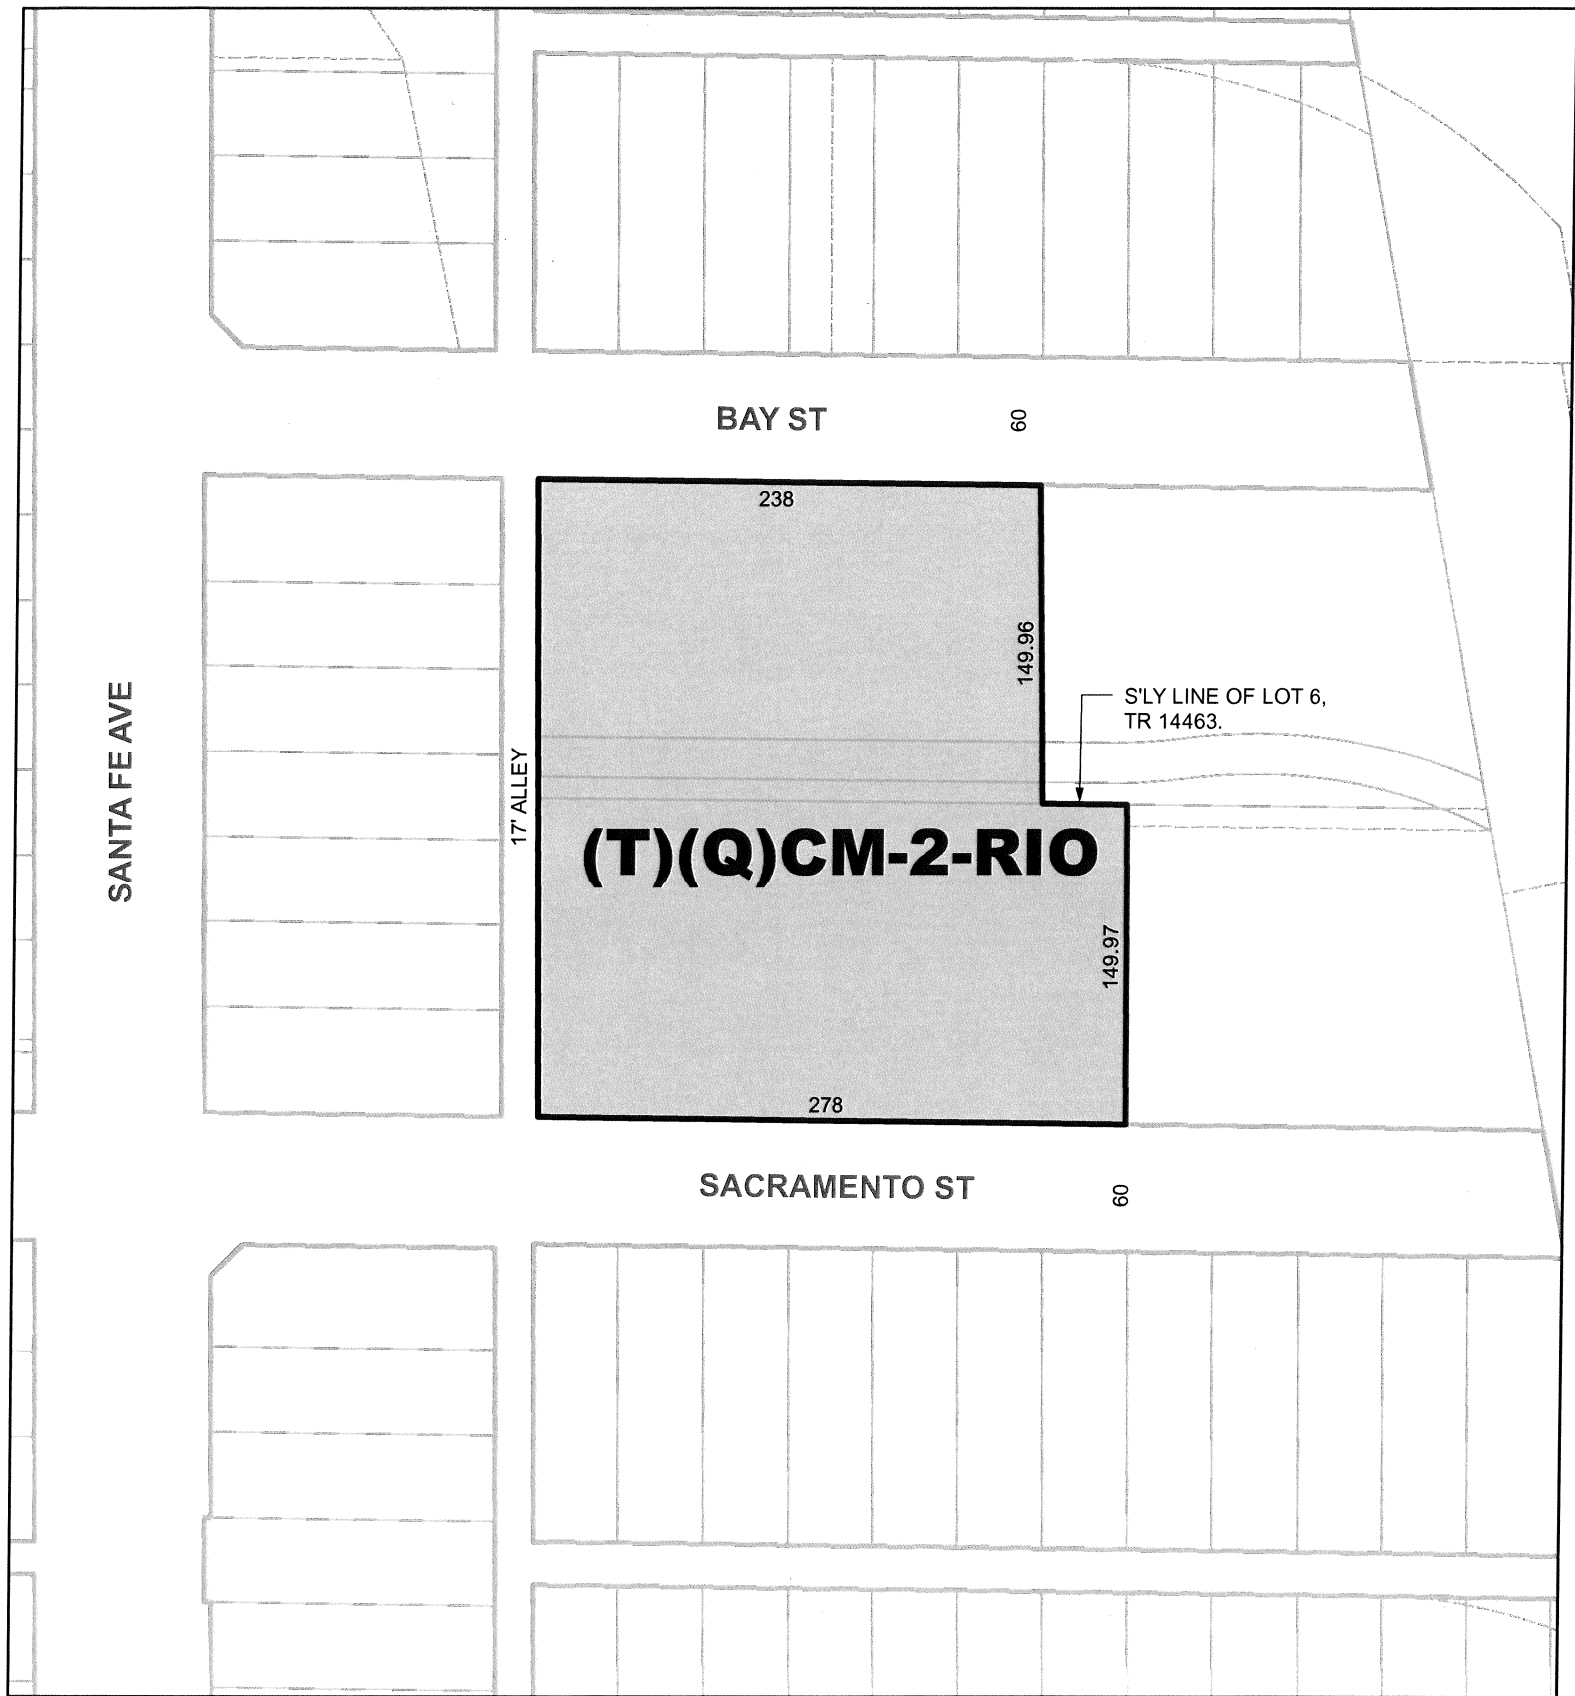 BAY ST
60
238
149.96
S'LY LINE OF LOT 6,
TR 14463.
SANTA FE AVE
17' ALLEY
(T)(Q)CM-2-RIO
149.97
278
SACRAMENTO ST
60